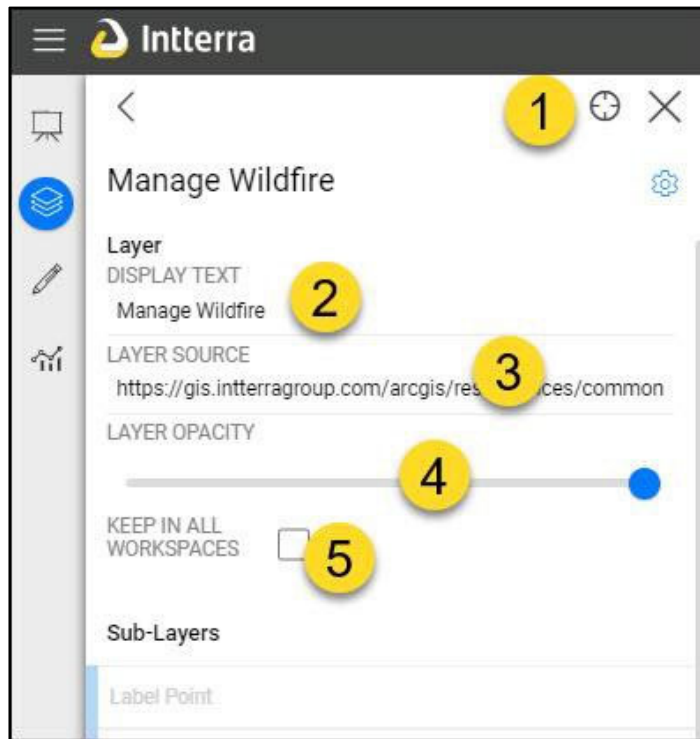 Intterra
1
Manage Wildfire
Layer
DISPLAY TEXT
Manage Wildfire
2
LAYER SOURCE
3
https://gis.intterragroup.com/arcgis/res ces/common
LAYER OPACITY
4
KEEP IN ALL
WORKSPACES
5
Sub-Layers
Label Point